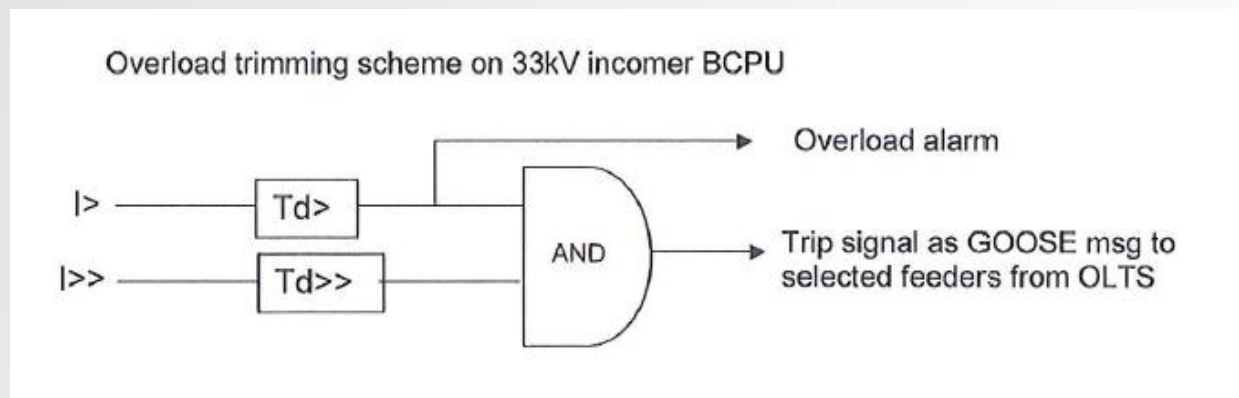 Overload trimming scheme on 33kV incomer BCPU
Overload alarm
I>
Td>
I>>
Td>>
AND
Trip signal as GOOSE msg to
selected feeders from OLTS